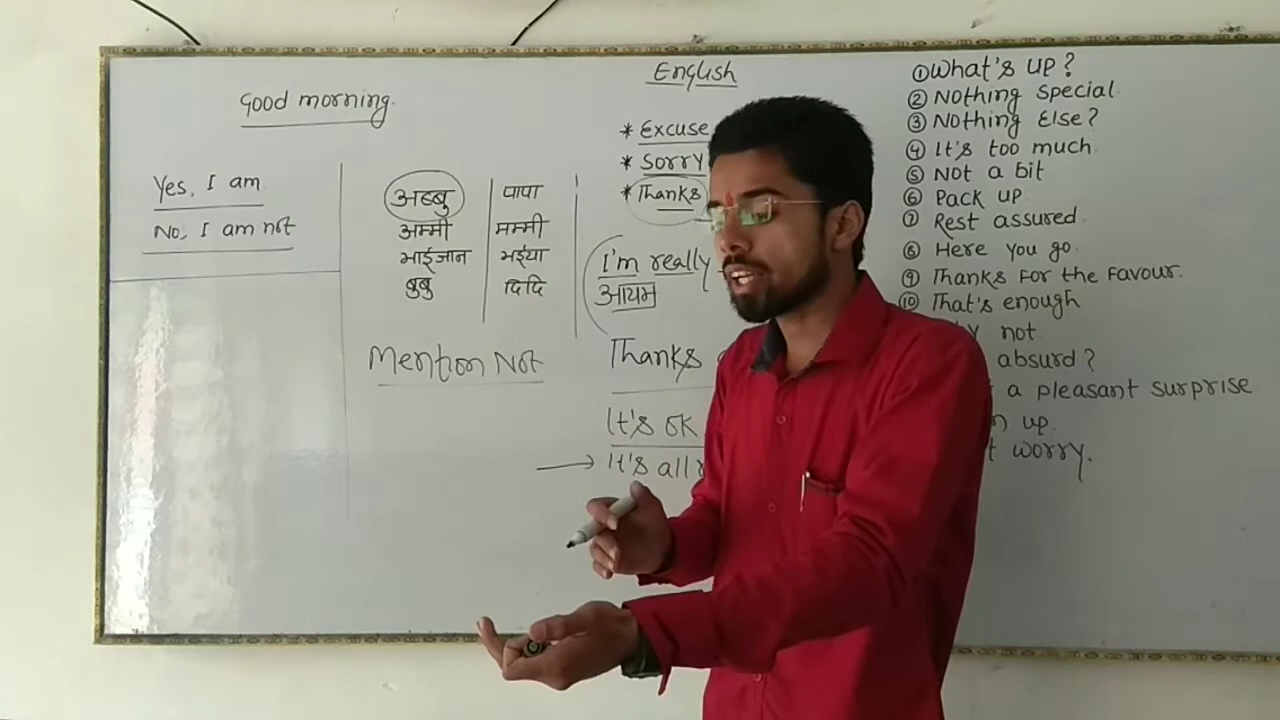 Good morning.
Yes, I am
No, I am not
अब्बु पापा
अम्मी मम्मी
भाईजान भईया
बुबु दिदि
Mention Not
English
* Excuse
* Sorry
* Thanks
I'm really
आयम
Thanks
It's ok
It's all
① What's up?
② Nothing special
③ Nothing Else?
④ It's too much
⑤ Not a bit
⑥ Pack up
⑦ Rest assured.
⑧ Here you go.
⑨ Thanks For the Favour.
⑩ That's enough
not.
absurd?
a pleasant surprise
up.
worry.